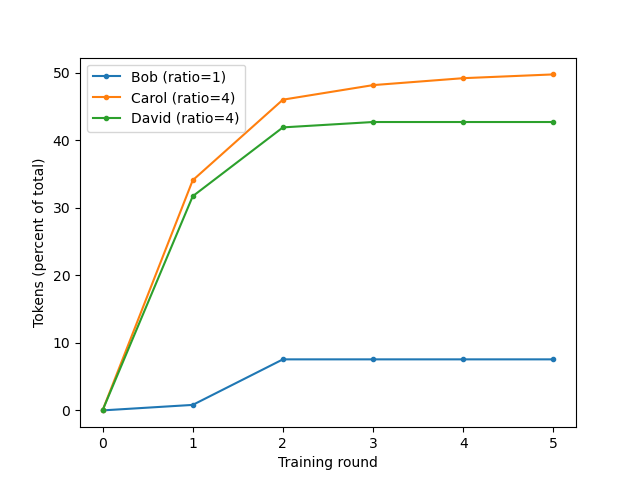 Bob (ratio=1)
Carol (ratio=4)
David (ratio=4)
50
40
30
20
10
0
Tokens (percent of total)
0 1 2 3 4 5
Training round